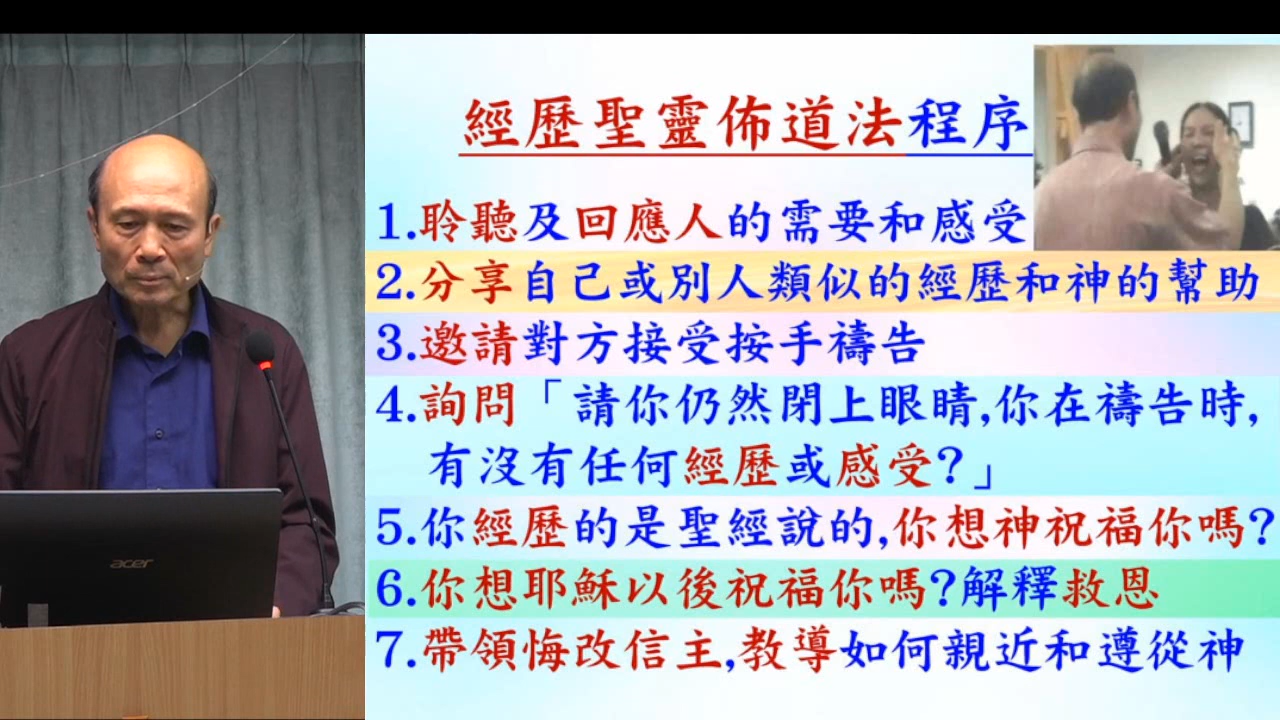 經歷聖靈佈道法程序
1.聆聽及回應人的需要和感受
2.分享自己或別人類似的經歷和神的幫助
3.邀請對方接受按手禱告
4.詢問「請你仍然閉上眼睛,你在禱告時,
有沒有任何經歷或感受?」
5.你經歷的是聖經說的,你想神祝福你嗎?
6.你想耶穌以後祝福你嗎?解釋救恩
7.帶領悔改信主,教導如何親近和遵從神
acer